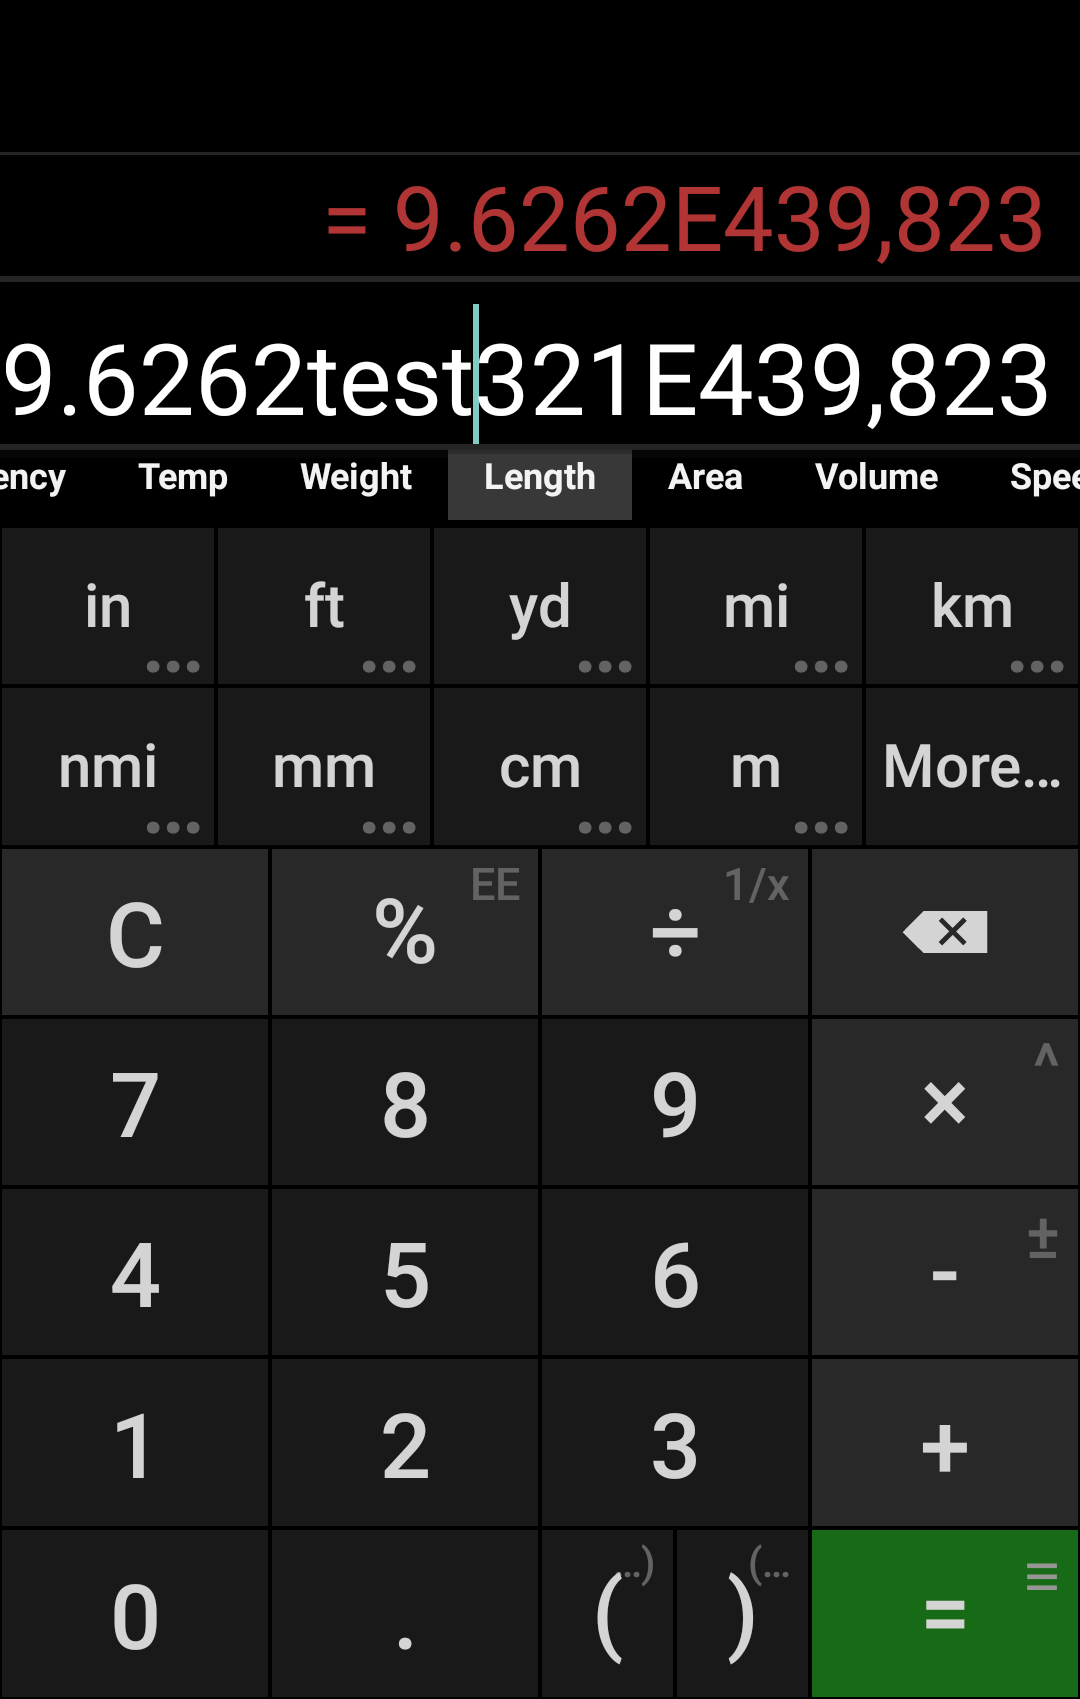 = 9.6262E439,823
9.6262test321E439,823
ency Temp Weight Length Area Volume Spee
in ft yd mi km
nmi mm cm m More...
EE 1/x
C % ÷
^
7 8 9 ×
±
4 5 6 -
1 2 3 +
..) (...
0 . ( ) =